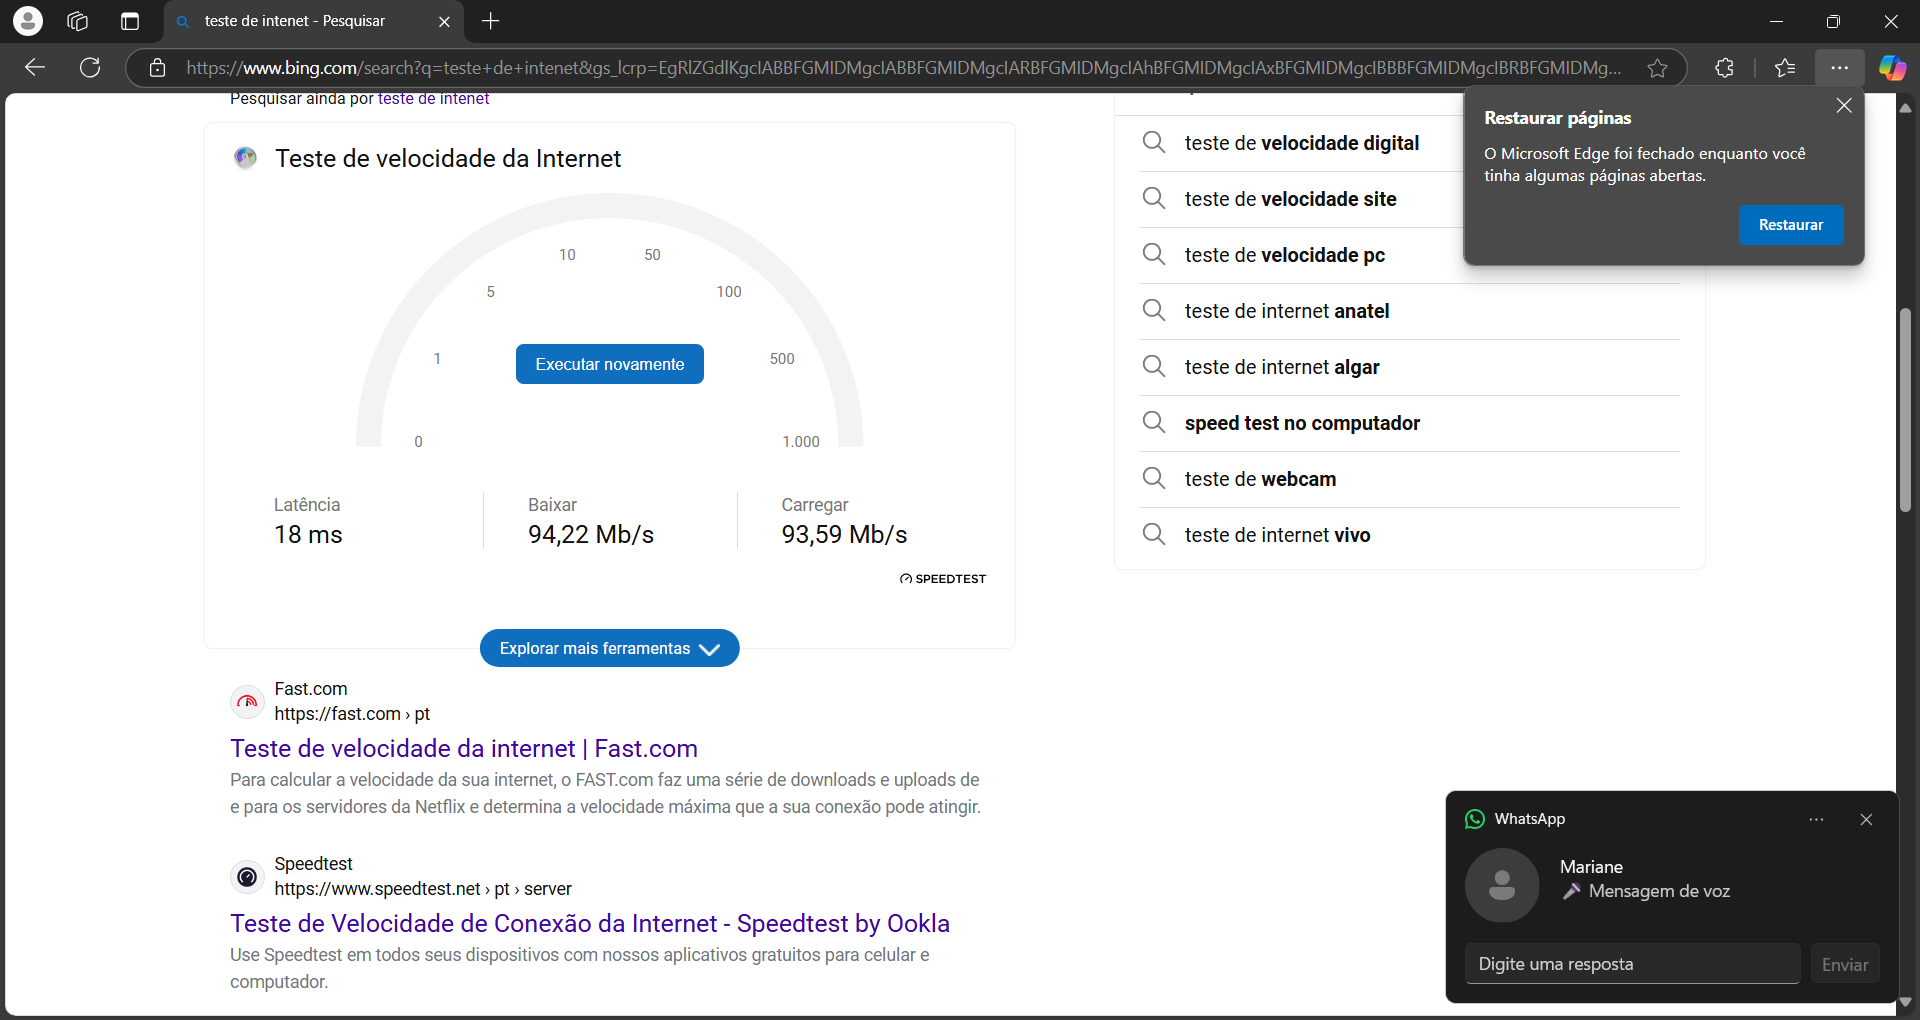 teste de intenet - Pesquisar
https://www.bing.com/search?q=teste+de+intenet&gs_lcrp=EgRlZGdlKgclABBFGMIDMgclABBFGMIDMgclARBFGMIDMgclAhBFGMIDMgclAxBFGMIDMgclBBBFGMIDMgclBRBFGMIDMg...
Pesquisar ainda por teste de intenet
Teste de velocidade da Internet
0
1
5
10
50
100
500
1.000
Executar novamente
Latência
18 ms
Baixar
94,22 Mb/s
Carregar
93,59 Mb/s
SPEEDTEST
Explorar mais ferramentas
Fast.com
https://fast.com › pt
Teste de velocidade da internet | Fast.com
Para calcular a velocidade da sua internet, o FAST.com faz uma série de downloads e uploads de
e para os servidores da Netflix e determina a velocidade máxima que a sua conexão pode atingir.
Speedtest
https://www.speedtest.net › pt › server
Teste de Velocidade de Conexão da Internet - Speedtest by Ookla
Use Speedtest em todos seus dispositivos com nossos aplicativos gratuitos para celular e
computador.
teste de velocidade digital
teste de velocidade site
teste de velocidade pc
teste de internet anatel
teste de internet algar
speed test no computador
teste de webcam
teste de internet vivo
Restaurar páginas
O Microsoft Edge foi fechado enquanto você
tinha algumas páginas abertas.
Restaurar
WhatsApp
Mariane
Mensagem de voz
Digite uma resposta
Enviar